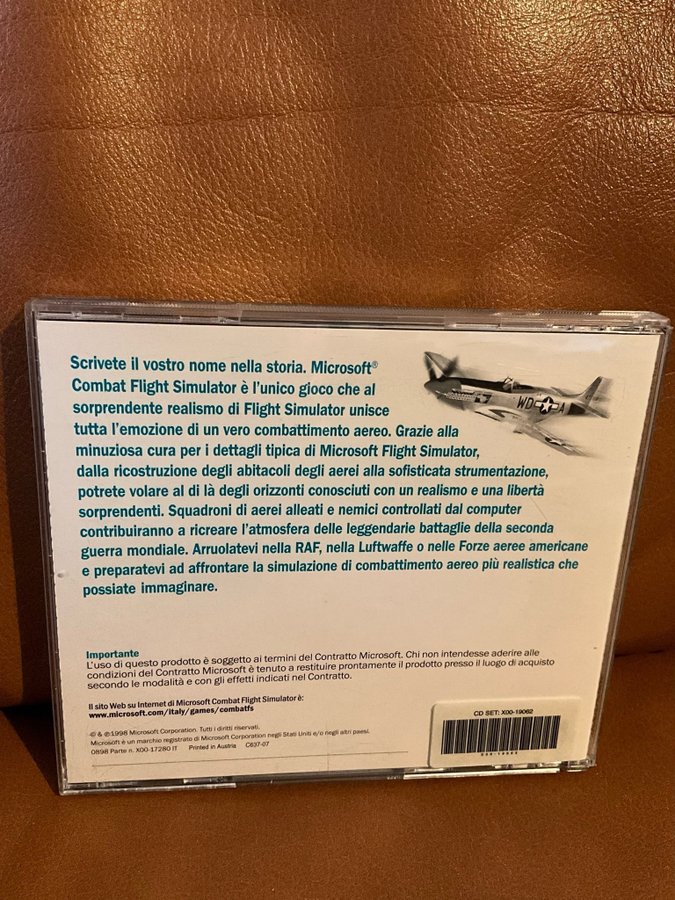 Scrivete il vostro nome nella storia. Microsoft®
Combat Flight Simulator è l'unico gioco che al
sorprendente realismo di Flight Simulator unisce
tutta l'emozione di un vero combattimento aereo. Grazie alla
minuziosa cura per i dettagli tipica di Microsoft Flight Simulator,
dalla ricostruzione degli abitacoli degli aerei alla sofisticata strumentazione,
potrete volare al di là degli orizzonti conosciuti con un realismo e una libertà
sorprendenti. Squadroni di aerei alleati e nemici controllati dal computer
contribuiranno a ricreare l'atmosfera delle leggendarie battaglie della seconda
guerra mondiale. Arruolatevi nella RAF, nella Luftwaffe o nelle Forze aeree americane
e preparatevi ad affrontare la simulazione di combattimento aereo più realistica che
possiate immaginare.
WD A
Importante
L'uso di questo prodotto è soggetto ai termini del Contratto Microsoft. Chi non intendesse aderire alle
condizioni del Contratto Microsoft è tenuto a restituire prontamente il prodotto presso il luogo di acquisto
secondo le modalità e con gli effetti indicati nel Contratto.
Il sito Web su Internet di Microsoft Combat Flight Simulator è:
www.microsoft.com/italy/games/combatfs
© & ℗ 1998 Microsoft Corporation. Tutti i diritti riservati.
Microsoft è un marchio registrato di Microsoft Corporation negli Stati Uniti e/o negli altri paesi.
0898 Parte n. X00-17280 IT Printed in Austria C637-07
CD SET: X00-19062